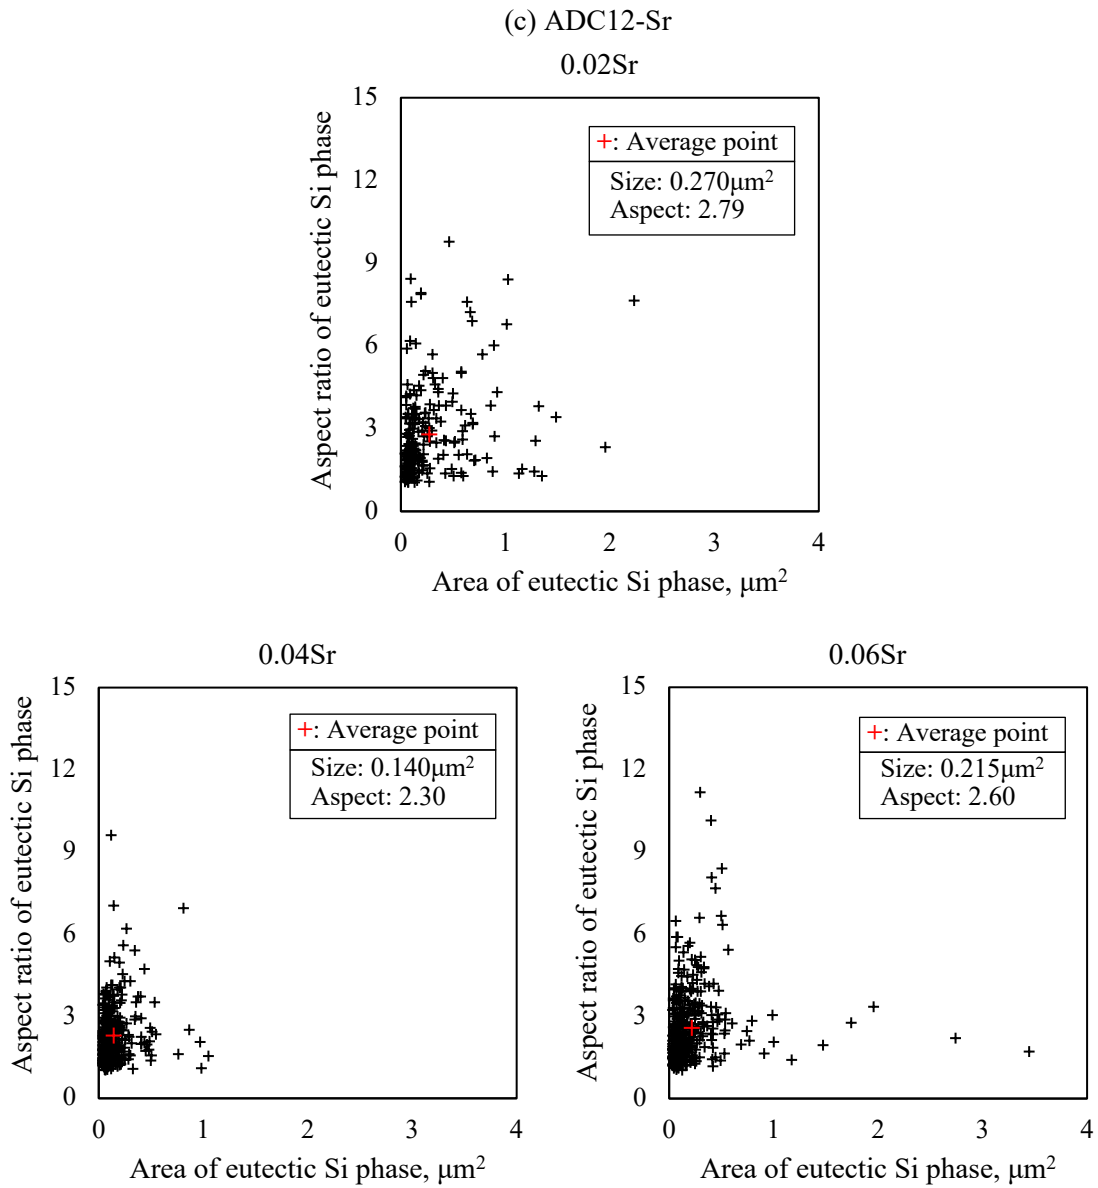 (c) ADC12-Sr
0.02Sr
15
12
9
6
3
0
Aspect ratio of eutectic Si phase
+: Average point
Size: 0.270μm²
Aspect: 2.79
0 1 2 3 4
Area of eutectic Si phase, μm²
0.04Sr
15
12
9
6
3
0
Aspect ratio of eutectic Si phase
+: Average point
Size: 0.140μm²
Aspect: 2.30
0 1 2 3 4
Area of eutectic Si phase, μm²
0.06Sr
15
12
9
6
3
0
Aspect ratio of eutectic Si phase
+: Average point
Size: 0.215μm²
Aspect: 2.60
0 1 2 3 4
Area of eutectic Si phase, μm²